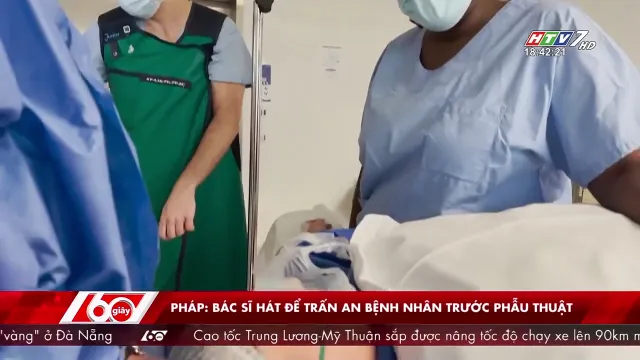 HTV7 HD
18:42:21
60 giây
PHÁP: BÁC SĨ HÁT ĐỂ TRẤN AN BỆNH NHÂN TRƯỚC PHẪU THUẬT
"vàng" ở Đà Nẵng 60 Cao tốc Trung Lương-Mỹ Thuận sắp được nâng tốc độ chạy xe lên 90km